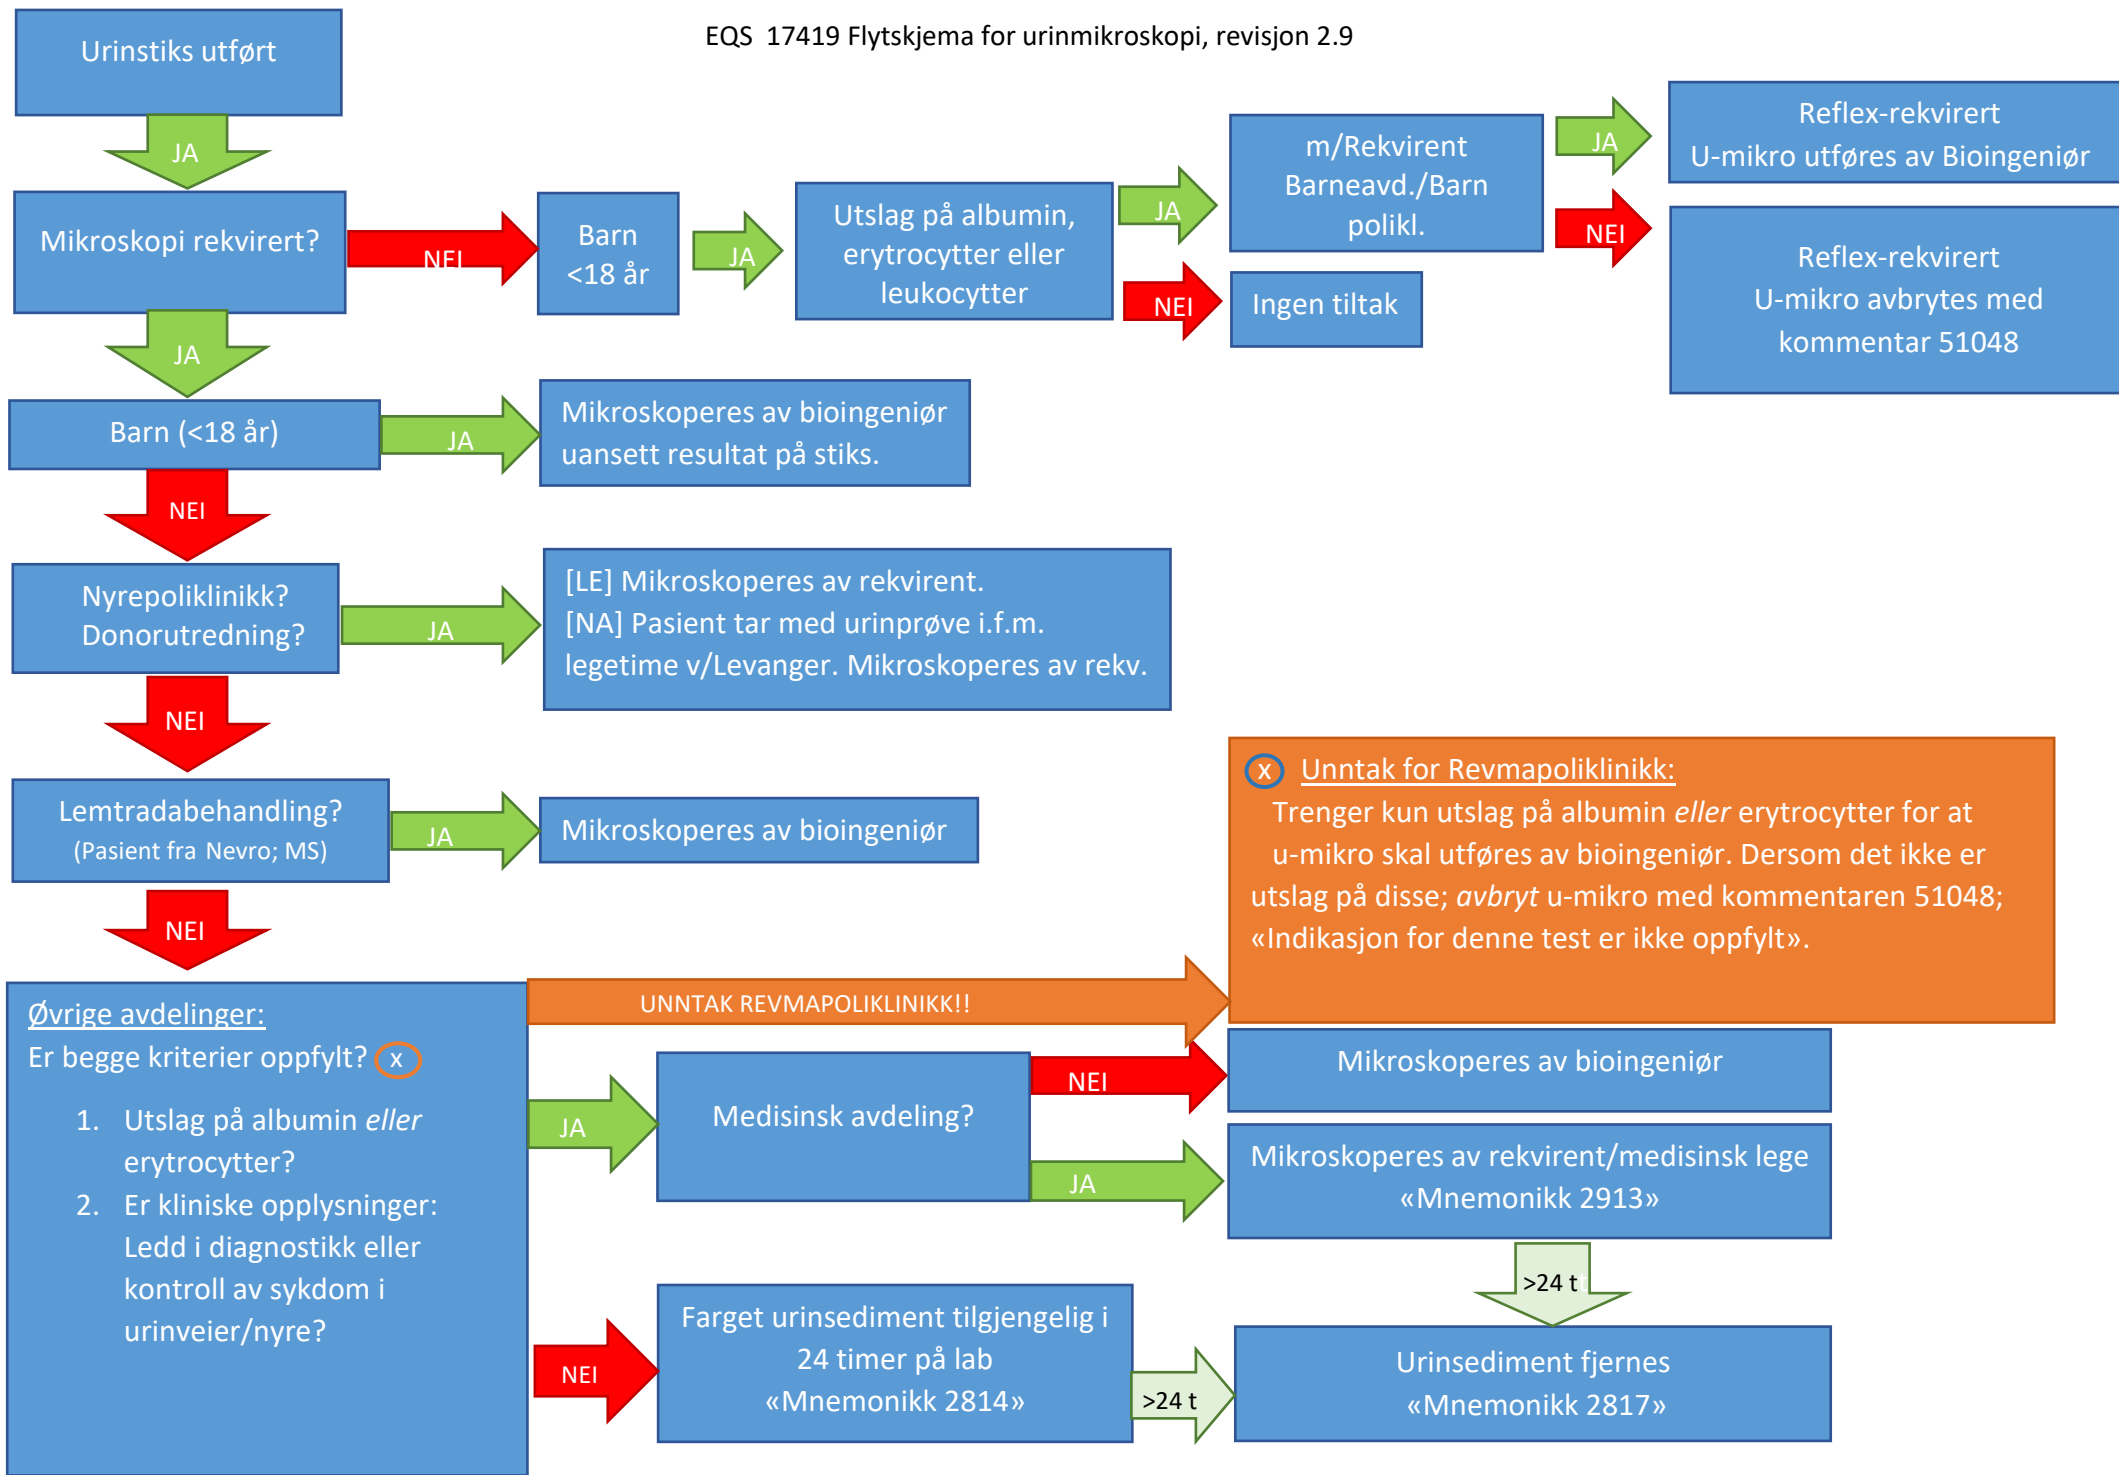 EQS 17419 Flytskjema for urinmikroskopi, revisjon 2.9
Urinstiks utført
JA
Mikroskopi rekvirert?
NEI
Barn
<18 år
JA
Utslag på albumin,
erytrocytter eller
leukocytter
JA
NEI
m/Rekvirent
Barneavd./Barn
polikl.
Ingen tiltak
JA
NEI
Reflex-rekvirert
U-mikro utføres av Bioingeniør
Reflex-rekvirert
U-mikro avbrytes med
kommentar 51048
JA
Barn (<18 år)
JA
Mikroskoperes av bioingeniør
uansett resultat på stiks.
NEI
Nyrepoliklinikk?
Donorutredning?
JA
[LE] Mikroskoperes av rekvirent.
[NA] Pasient tar med urinprøve i.f.m.
legetime v/Levanger. Mikroskoperes av rekv.
NEI
Lemtradabehandling?
(Pasient fra Nevro; MS)
JA
Mikroskoperes av bioingeniør
NEI
x Unntak for Revmapoliklinikk:
Trenger kun utslag på albumin eller erytrocytter for at
u-mikro skal utføres av bioingeniør. Dersom det ikke er
utslag på disse; avbryt u-mikro med kommentaren 51048;
«Indikasjon for denne test er ikke oppfylt».
UNNTAK REVMAPOLIKLINIKK!!
Øvrige avdelinger:
Er begge kriterier oppfylt? x
1. Utslag på albumin eller
erytrocytter?
2. Er kliniske opplysninger:
Ledd i diagnostikk eller
kontroll av sykdom i
urinveier/nyre?
JA
Medisinsk avdeling?
NEI
Mikroskoperes av bioingeniør
JA
Mikroskoperes av rekvirent/medisinsk lege
«Mnemonikk 2913»
>24 t
NEI
Farget urinsediment tilgjengelig i
24 timer på lab
«Mnemonikk 2814»
>24 t
Urinsediment fjernes
«Mnemonikk 2817»